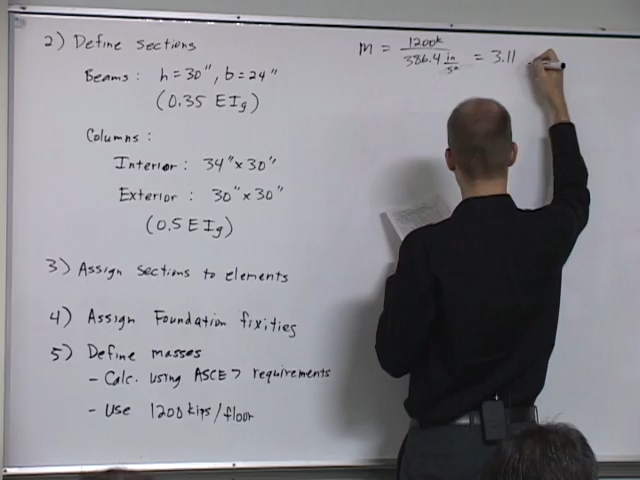 2) Define sections
Beams: h=30", b=24"
(0.35 EIg)
Columns:
Interior: 34"x30"
Exterior: 30"x30"
(0.5 EIg)
3) Assign sections to elements
4) Assign Foundation fixities
5) Define masses
- Calc. using ASCE 7 requirements
- Use 1200 kips/floor
m = 1200k / 386.4 in/s² = 3.11